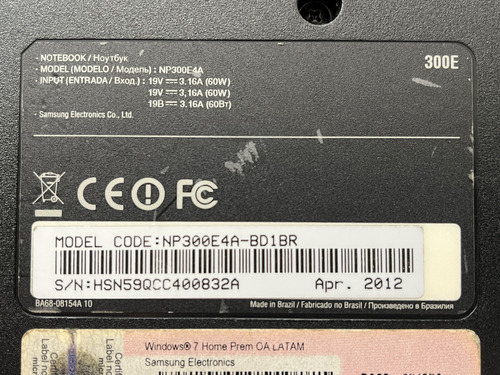 - NOTEBOOK / Ноутбук
- MODEL (MODELO / Модель) : NP300E4A
- INPUT (ENTRADA / Вход.) : 19V ⎓ 3.16A (60W)
19V ⎓ 3,16A (60W)
19В ⎓ 3,16A (60Вт)
- Samsung Electronics Co., Ltd.
300E
CE FC
MODEL CODE:NP300E4A-BD1BR
S/N:HSN59QCC400832A Apr. 2012
BA68-08154A 10
Made in Brazil / Fabricado no Brasil / Произведено в Бразилия
Windows® 7 Home Prem OA LATAM
Samsung Electronics
Label no